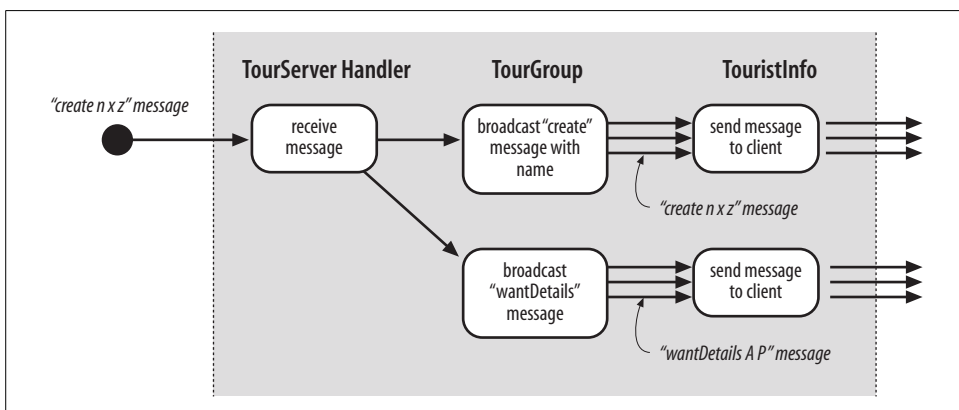 TourServer Handler
TourGroup
TouristInfo
“create n x z” message
receive
message
broadcast “create”
message with
name
send message
to client
“create n x z” message
broadcast
“wantDetails”
message
send message
to client
“wantDetails A P” message